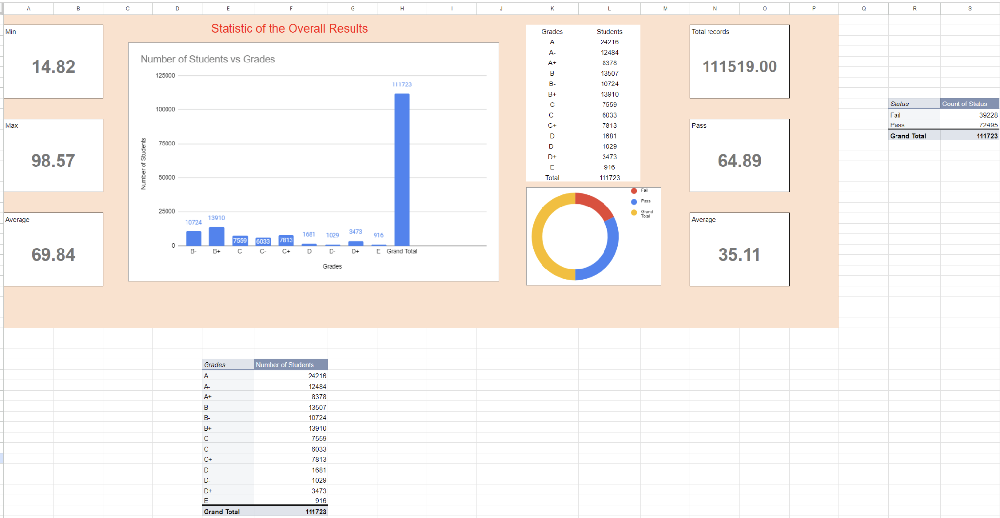 A B C D E F G H I J K L M N O P Q R S
Statistic of the Overall Results
Min
14.82
Max
98.57
Average
69.84
Number of Students vs Grades
Number of Students
125000
100000
75000
50000
25000
0
10724
13910
7559
6033
7813
1681
1029
3473
916
111723
B- B+ C C- C+ D D- D+ E Grand Total
Grades
Grades Students
A 24216
A- 12484
A+ 8378
B 13507
B- 10724
B+ 13910
C 7559
C- 6033
C+ 7813
D 1681
D- 1029
D+ 3473
E 916
Total 111723
Fail
Pass
Grand
Total
Total records
111519.00
Pass
64.89
Average
35.11
Status Count of Status
Fail 39228
Pass 72495
Grand Total 111723
Grades Number of Students
A 24216
A- 12484
A+ 8378
B 13507
B- 10724
B+ 13910
C 7559
C- 6033
C+ 7813
D 1681
D- 1029
D+ 3473
E 916
Grand Total 111723